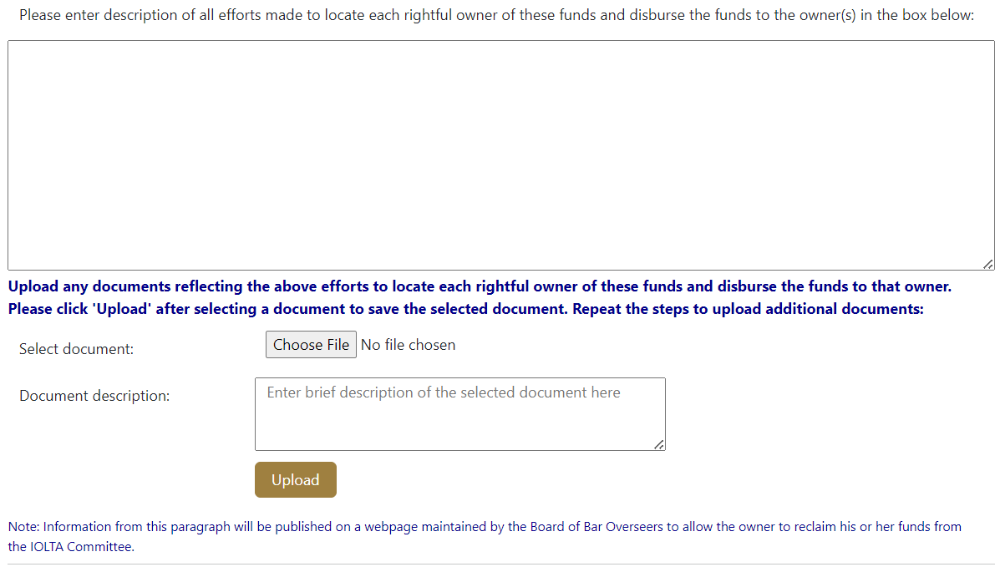 Please enter description of all efforts made to locate each rightful owner of these funds and disburse the funds to the owner(s) in the box below:
Upload any documents reflecting the above efforts to locate each rightful owner of these funds and disburse the funds to that owner.
Please click 'Upload' after selecting a document to save the selected document. Repeat the steps to upload additional documents:
Select document:
Choose File No file chosen
Document description:
Enter brief description of the selected document here
Upload
Note: Information from this paragraph will be published on a webpage maintained by the Board of Bar Overseers to allow the owner to reclaim his or her funds from
the IOLTA Committee.